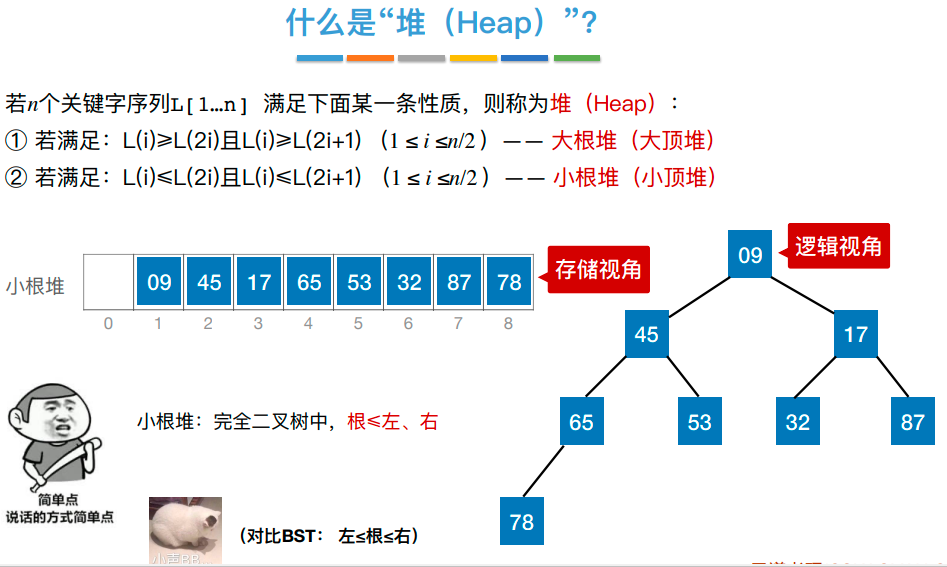 什么是“堆（Heap）”？
若n个关键字序列L[1…n] 满足下面某一条性质，则称为堆（Heap）：
① 若满足：L(i)≥L(2i)且L(i)≥L(2i+1)（1 ≤ i ≤n/2 ）—— 大根堆（大顶堆）
② 若满足：L(i)≤L(2i)且L(i)≤L(2i+1)（1 ≤ i ≤n/2 ）—— 小根堆（小顶堆）
小根堆
09 45 17 65 53 32 87 78
0 1 2 3 4 5 6 7 8
存储视角
逻辑视角
09
45 17
65 53 32 87
78
小根堆：完全二叉树中，根≤左、右
简单点
说话的方式简单点
小声BB
（对比BST： 左≤根≤右）